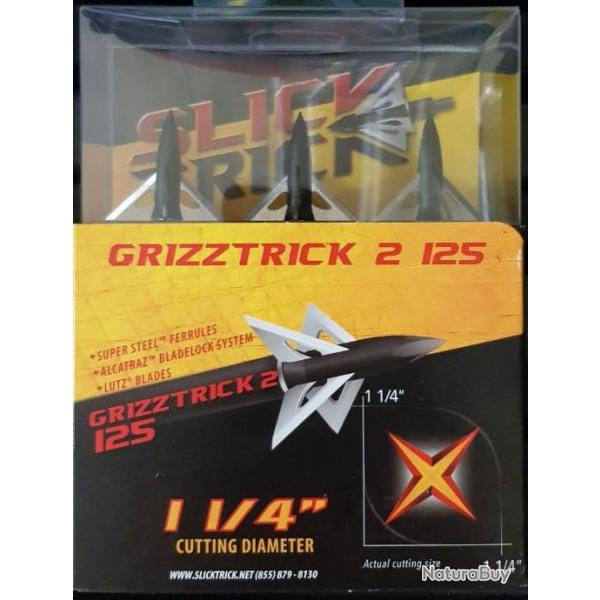 SLICK
TRICK
GRIZZTRICK 2 125
+SUPER STEEL™ FERRULES
+ALCATRAZ™ BLADELOCK SYSTEM
+LUTZ® BLADES
GRIZZTRICK 2
125
1 1/4"
1 1/4"
CUTTING DIAMETER
Actual cutting size
1 1/4"
WWW.SLICKTRICK.NET (855) 879 - 8130
NaturaBuy